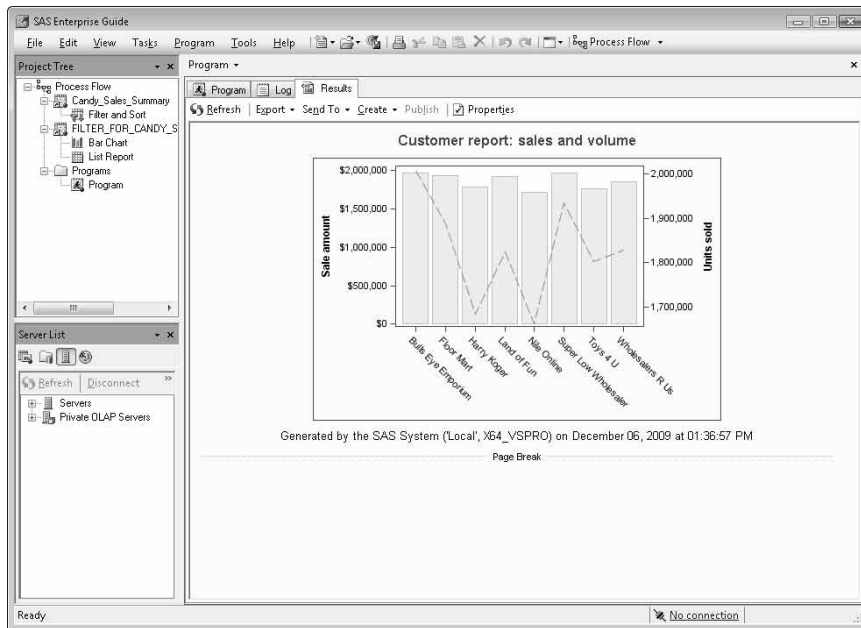 SAS Enterprise Guide
File Edit View Tasks Program Tools Help Process Flow
Project Tree
Process Flow
Candy_Sales_Summary
Filter and Sort
FILTER_FOR_CANDY_S
Bar Chart
List Report
Programs
Program
Server List
Refresh Disconnect
Servers
Private OLAP Servers
Program
Program Log Results
Refresh Export Send To Create Publish Properties
Customer report: sales and volume
Sale amount
$2,000,000
$1,500,000
$1,000,000
$500,000
$0
2,000,000
1,900,000
1,800,000
1,700,000
Units sold
Bulls Eye Emporium
Floor Mart
Harry Koger
Land of Fun
Nile Online
Super Low Wholesaler
Toys 4 U
Wholesalers R Us
Generated by the SAS System ('Local', X64_VSPRO) on December 06, 2009 at 01:36:57 PM
Page Break
Ready
No connection